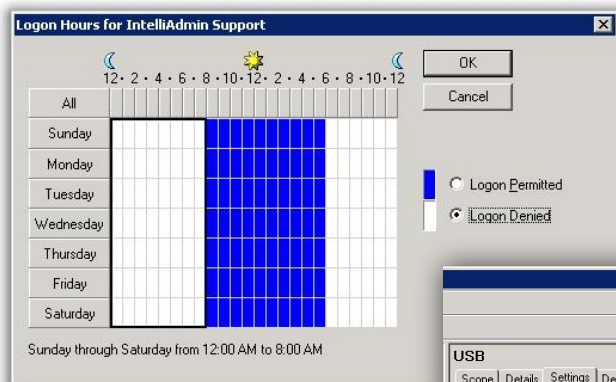 Logon Hours for IntelliAdmin Support
12 · 2 · 4 · 6 · 8 · 10 · 12 · 2 · 4 · 6 · 8 · 10 · 12
OK
Cancel
All
Sunday
Monday
Tuesday
Wednesday
Thursday
Friday
Saturday
Logon Permitted
Logon Denied
Sunday through Saturday from 12:00 AM to 8:00 AM
USB
Scope Details Settings De